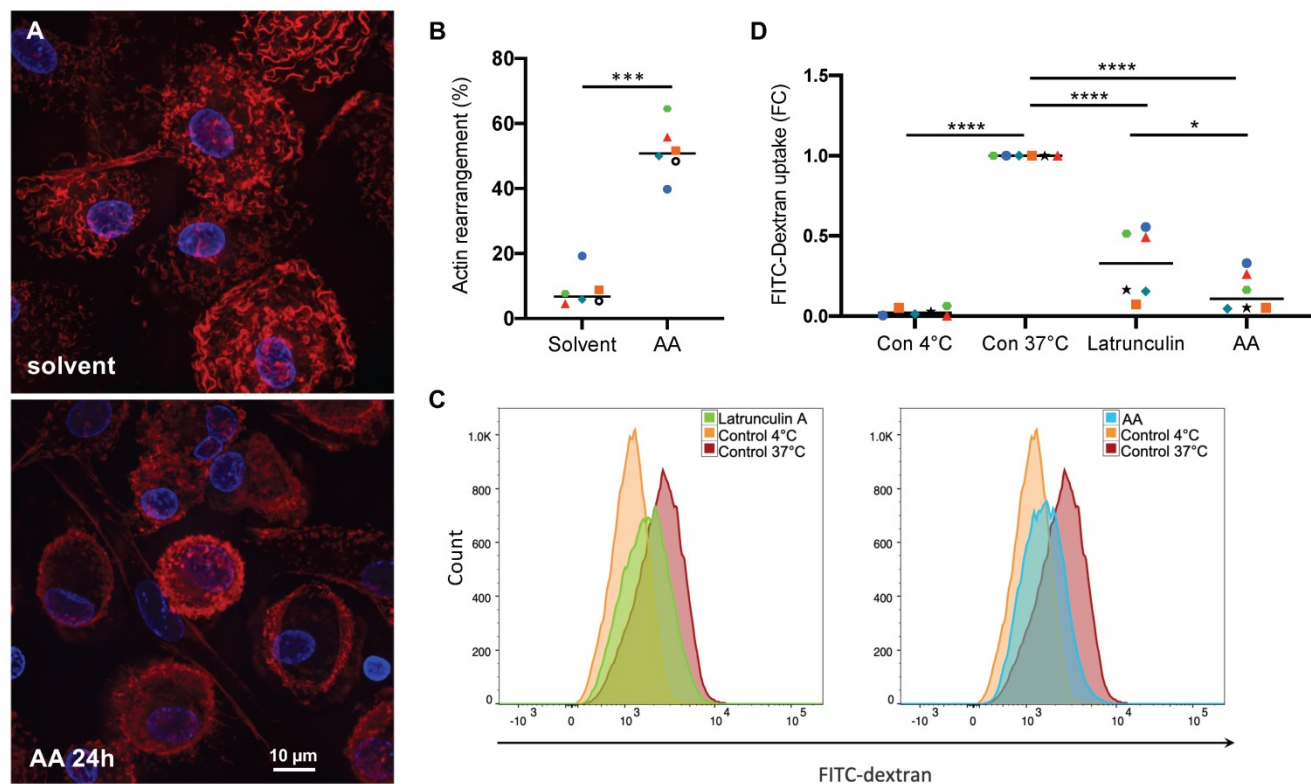 A
solvent
AA 24h
10 µm
B
Actin rearrangement (%)
80
60
40
20
0
***
Solvent
AA
D
FITC-Dextran uptake (FC)
1.5
1.0
0.5
0.0
****
****
****
*
Con 4°C
Con 37°C
Latrunculin
AA
C
Count
1.0K
800
600
400
200
0
Latrunculin A
Control 4°C
Control 37°C
-10 3
0
10 3
10 4
10 5
1.0K
800
600
400
200
0
AA
Control 4°C
Control 37°C
-10 3
0
10 3
10 4
10 5
FITC-dextran